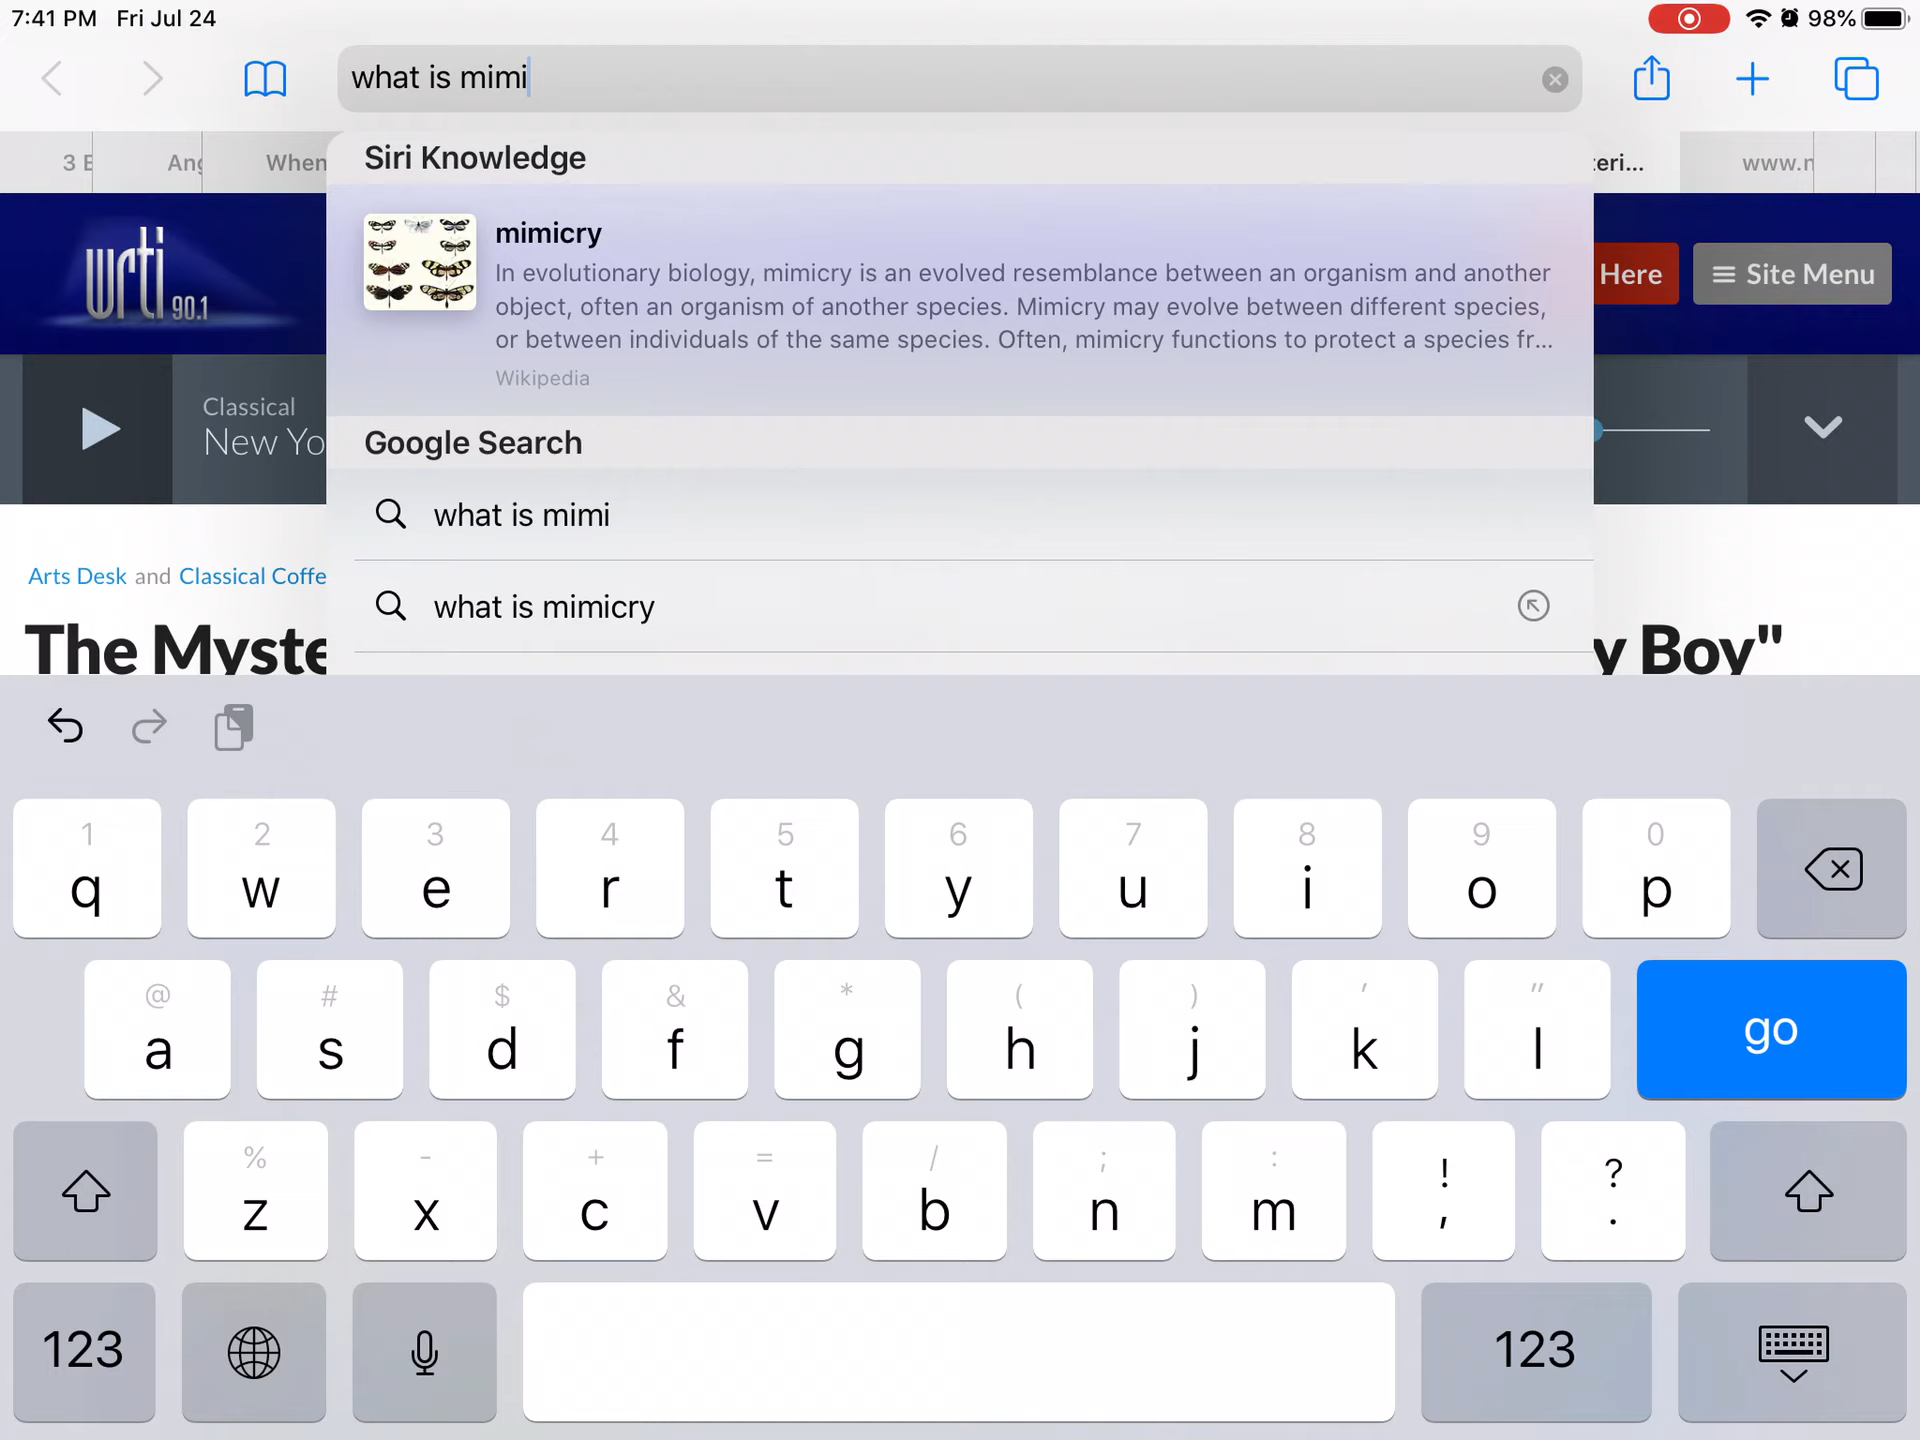 7:41 PM Fri Jul 24 98%
what is mimi
3 E Ang When teri... www.n
Siri Knowledge
mimicry
In evolutionary biology, mimicry is an evolved resemblance between an organism and another
object, often an organism of another species. Mimicry may evolve between different species,
or between individuals of the same species. Often, mimicry functions to protect a species fr...
Wikipedia
wrti 90.1
Here
Site Menu
Classical
New Yo
Google Search
what is mimi
what is mimicry
Arts Desk and Classical Coffe
The Myste y Boy"
1 2 3 4 5 6 7 8 9 0
q w e r t y u i o p
@ # $ & * ( ) ' "
a s d f g h j k l go
% - + = / ; : ! ?
z x c v b n m , .
123 123